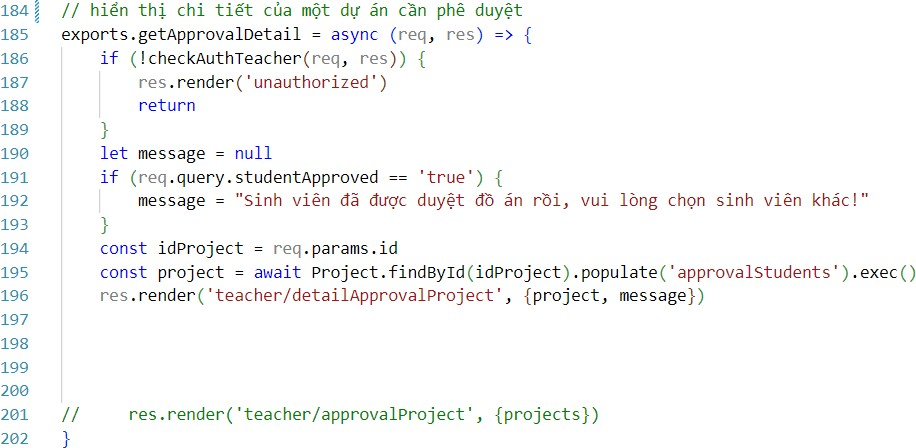 184 // hiển thị chi tiết của một dự án cần phê duyệt
185 exports.getApprovalDetail = async (req, res) => {
186     if (!checkAuthTeacher(req, res)) {
187         res.render('unauthorized')
188         return
189     }
190     let message = null
191     if (req.query.studentApproved == 'true') {
192         message = "Sinh viên đã được duyệt đồ án rồi, vui lòng chọn sinh viên khác!"
193     }
194     const idProject = req.params.id
195     const project = await Project.findById(idProject).populate('approvalStudents').exec()
196     res.render('teacher/detailApprovalProject', {project, message})
197
198
199
200
201 //     res.render('teacher/approvalProject', {projects})
202 }